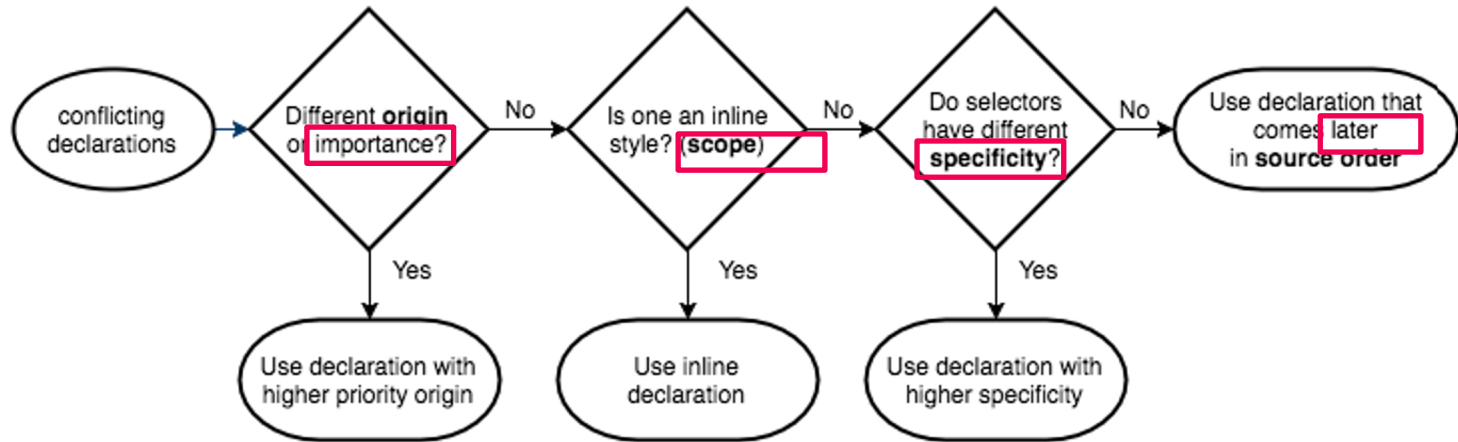 conflicting
declarations
Different origin
or importance?
No
Is one an inline
style? (scope)
No
Do selectors
have different
specificity?
No
Use declaration that
comes later
in source order
Yes
Yes
Yes
Use declaration with
higher priority origin
Use inline
declaration
Use declaration with
higher specificity